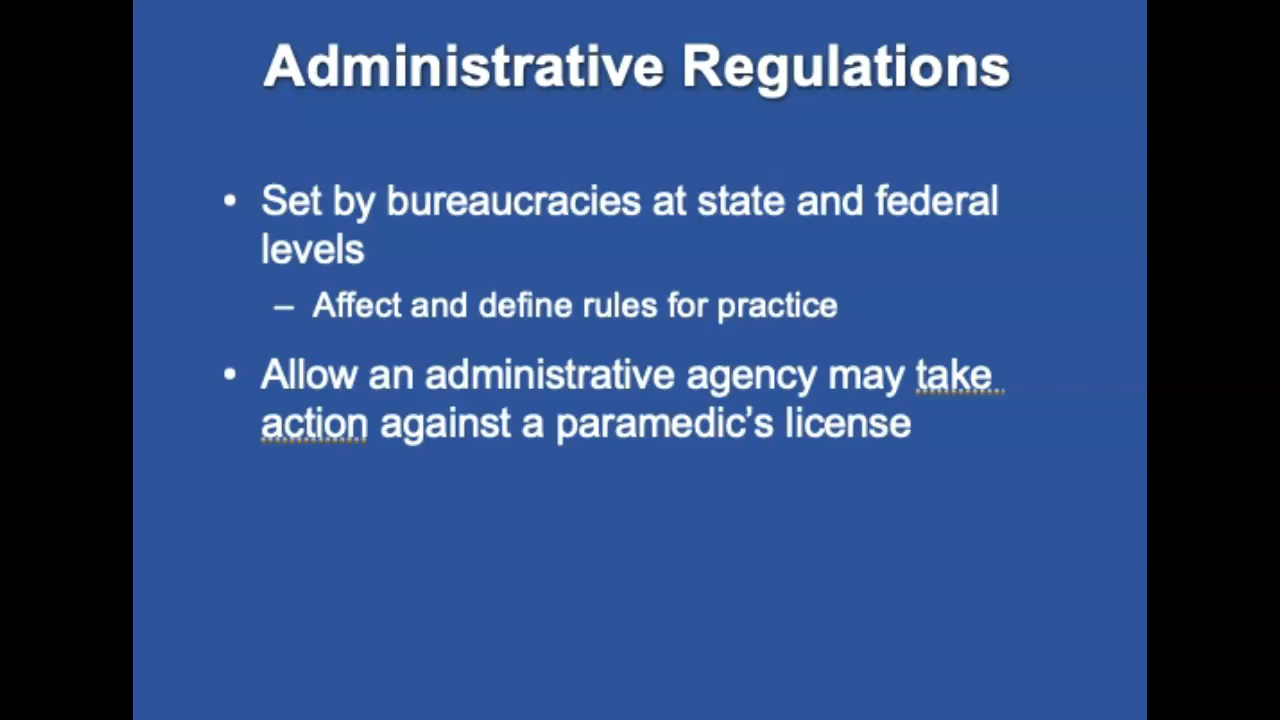 Administrative Regulations
• Set by bureaucracies at state and federal
levels
– Affect and define rules for practice
• Allow an administrative agency may take
action against a paramedic's license